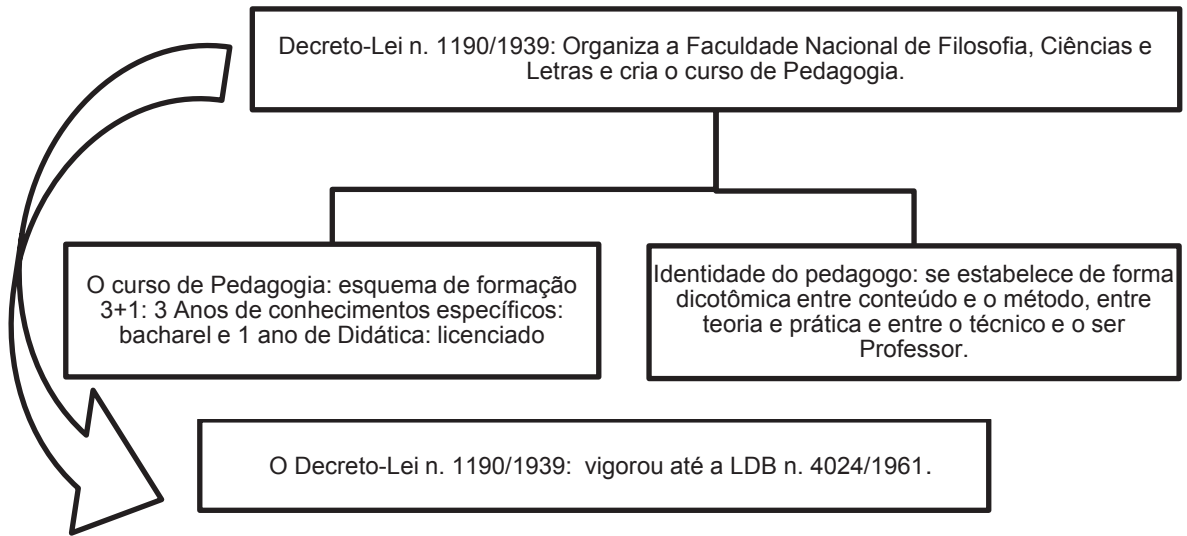 Decreto-Lei n. 1190/1939: Organiza a Faculdade Nacional de Filosofia, Ciências e
Letras e cria o curso de Pedagogia.
O curso de Pedagogia: esquema de formação
3+1: 3 Anos de conhecimentos específicos:
bacharel e 1 ano de Didática: licenciado
Identidade do pedagogo: se estabelece de forma
dicotômica entre conteúdo e o método, entre
teoria e prática e entre o técnico e o ser
Professor.
O Decreto-Lei n. 1190/1939: vigorou até a LDB n. 4024/1961.